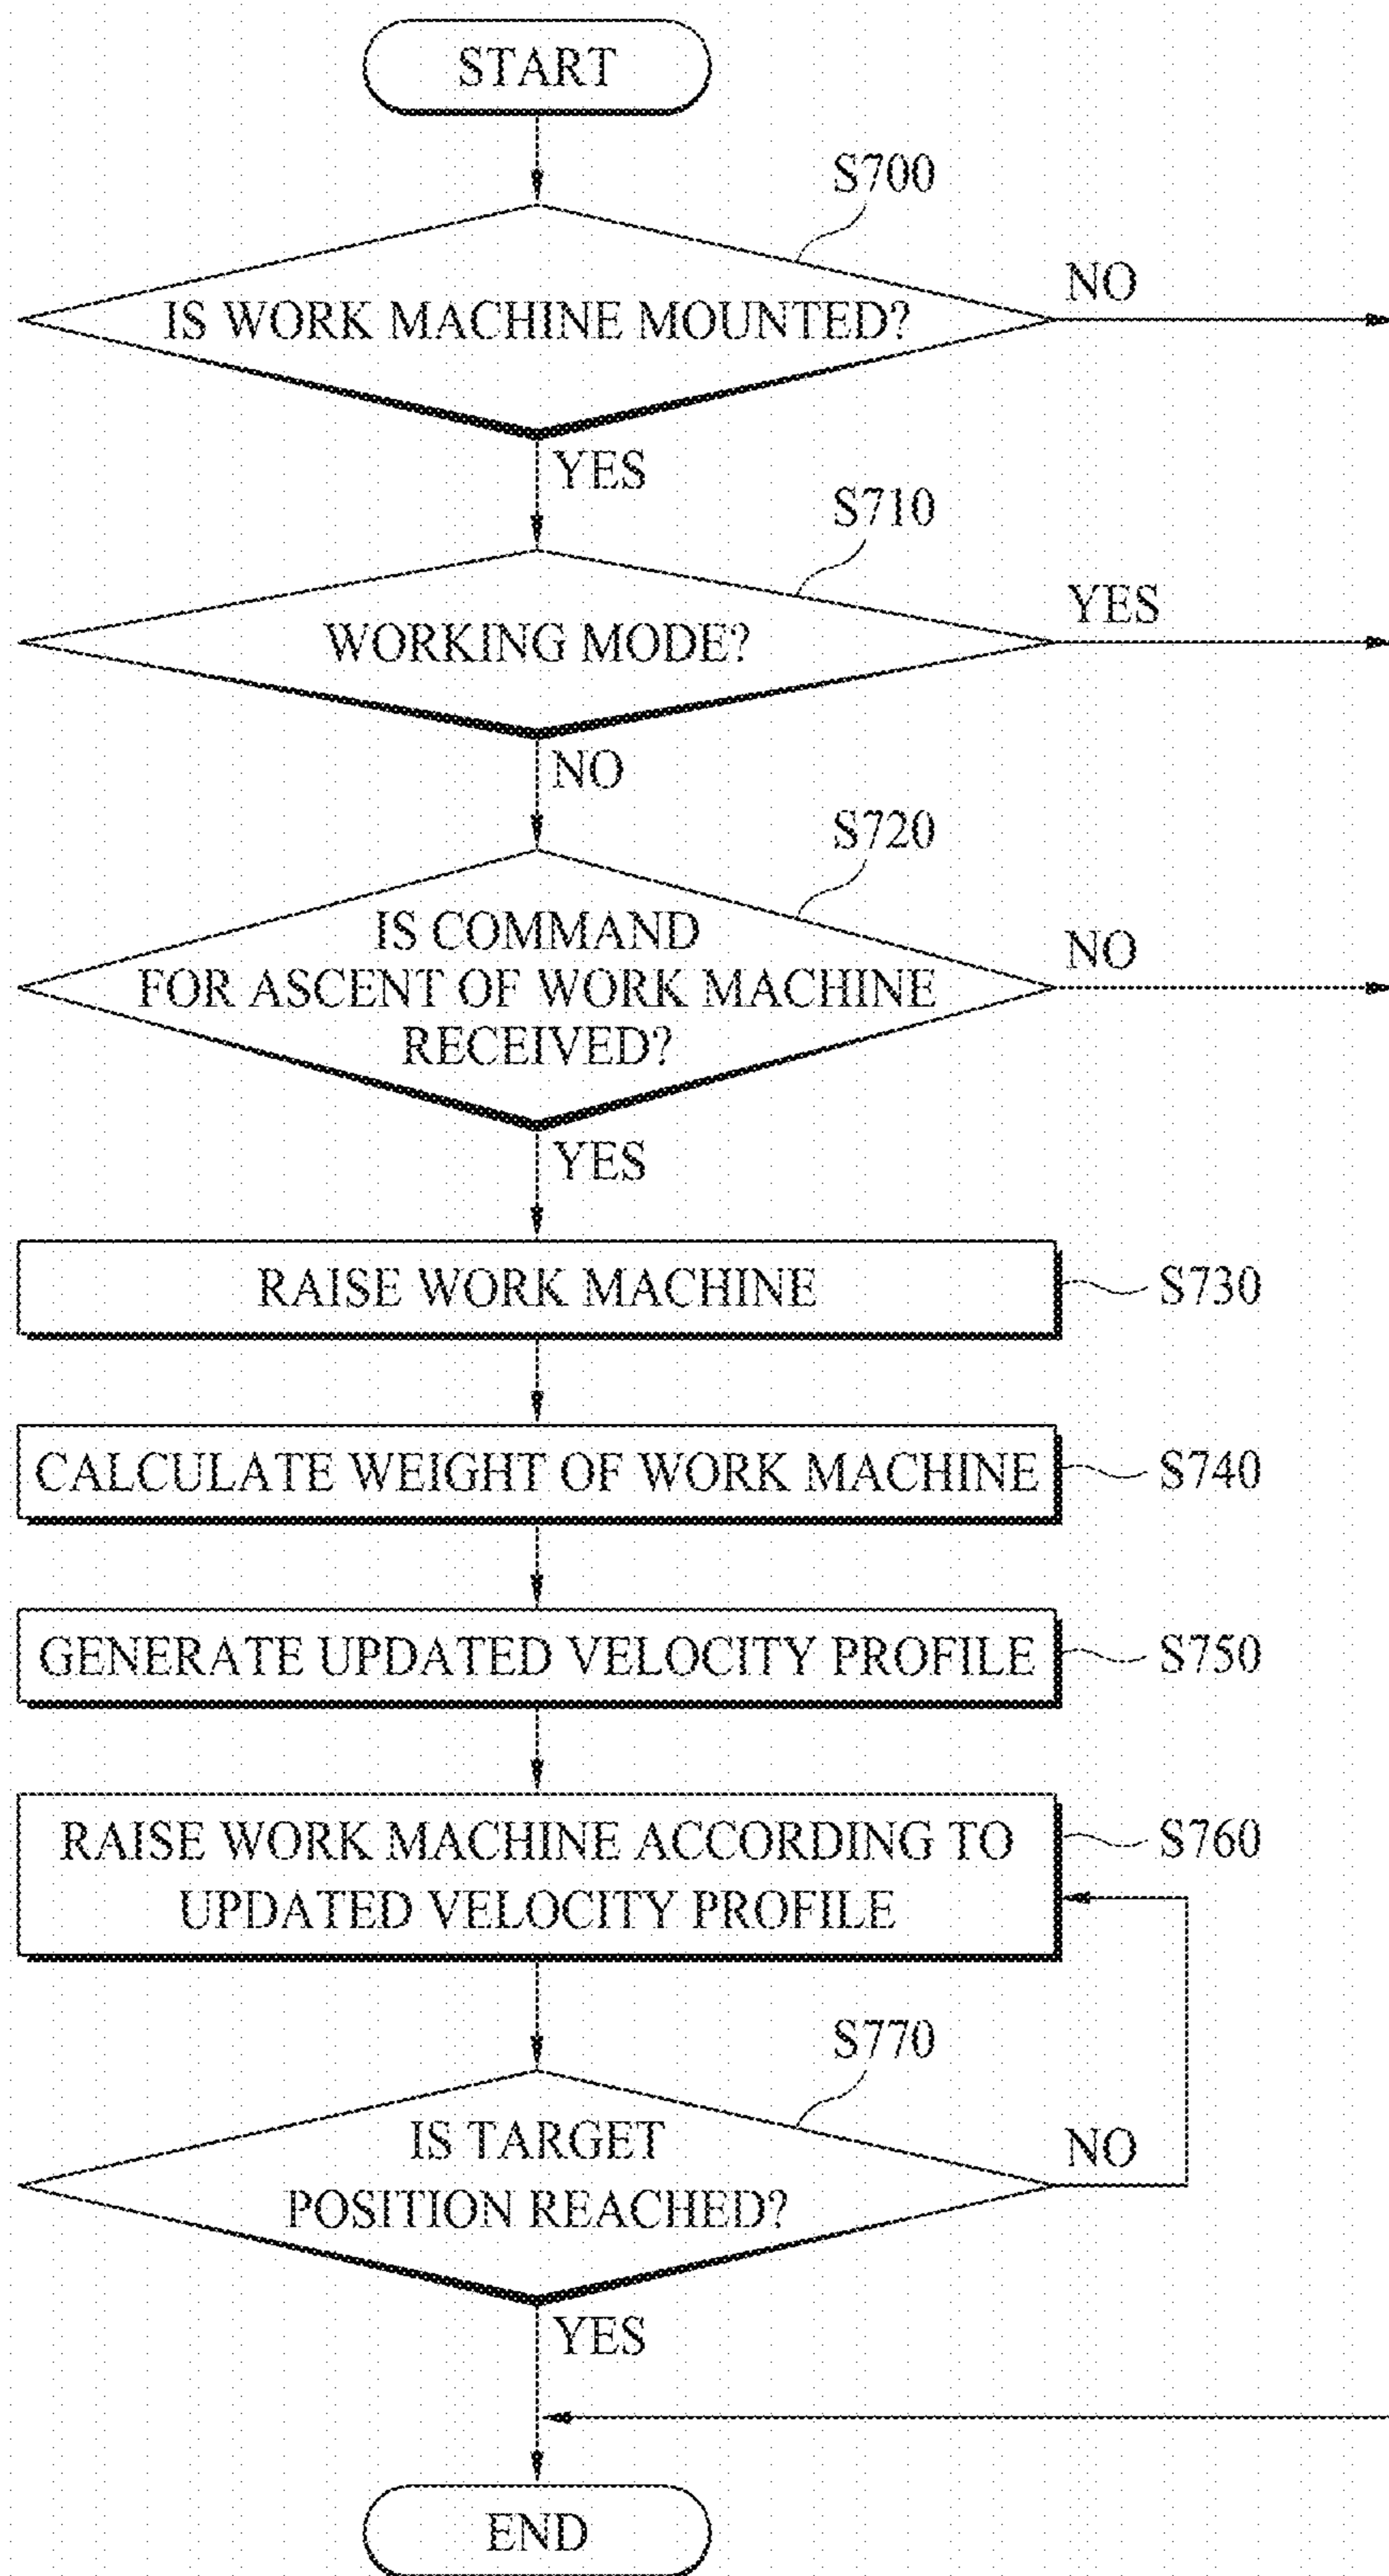 START
S700
IS WORK MACHINE MOUNTED?
NO
YES
S710
WORKING MODE?
YES
NO
S720
IS COMMAND
FOR ASCENT OF WORK MACHINE
RECEIVED?
NO
YES
RAISE WORK MACHINE
S730
CALCULATE WEIGHT OF WORK MACHINE
S740
GENERATE UPDATED VELOCITY PROFILE
S750
RAISE WORK MACHINE ACCORDING TO
UPDATED VELOCITY PROFILE
S760
S770
IS TARGET
POSITION REACHED?
NO
YES
END